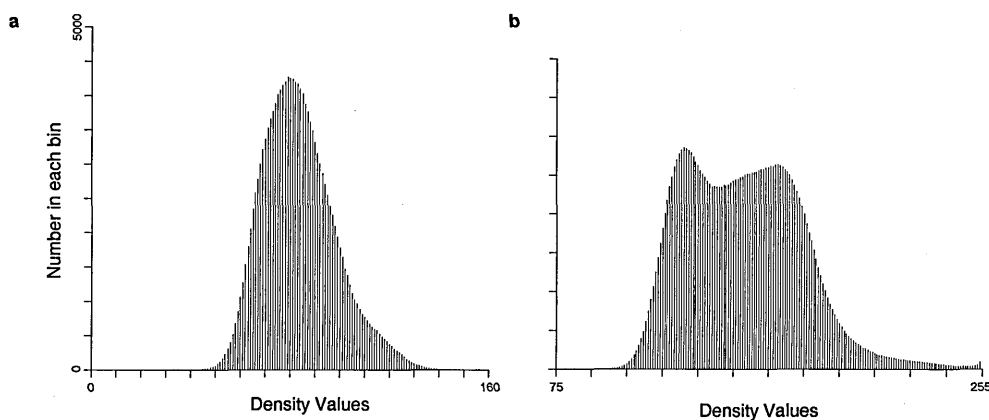 a
5000
Number in each bin
0
0
160
Density Values
b
75
255
Density Values